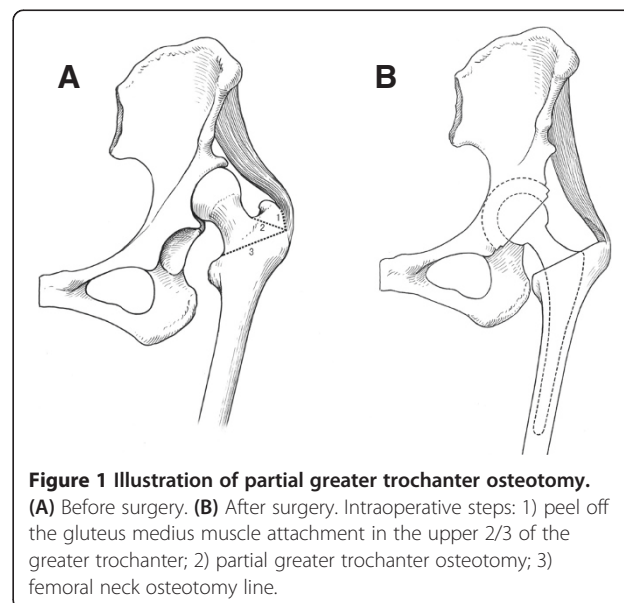 A
B
1
2
3
Figure 1 Illustration of partial greater trochanter osteotomy.
(A) Before surgery. (B) After surgery. Intraoperative steps: 1) peel off
the gluteus medius muscle attachment in the upper 2/3 of the
greater trochanter; 2) partial greater trochanter osteotomy; 3)
femoral neck osteotomy line.